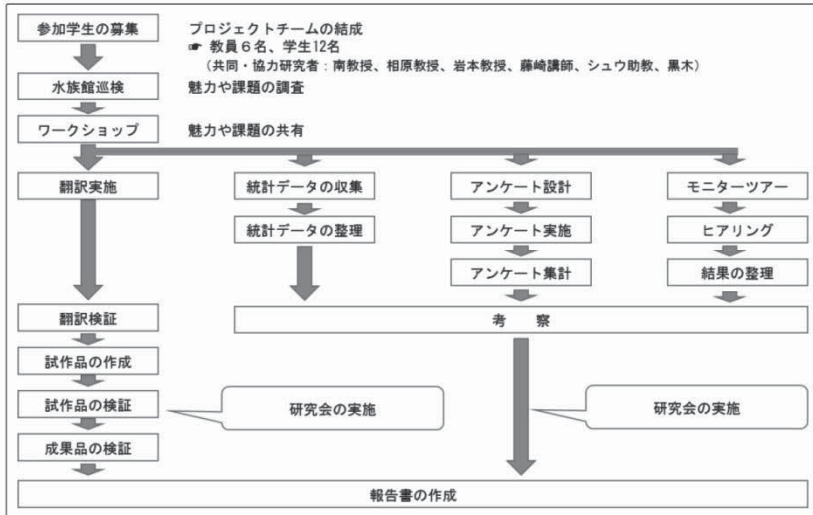 参加学生の募集
プロジェクトチームの結成
☛ 教員6名、学生12名
(共同・協力研究者：南教授、相原教授、岩本教授、藤崎講師、シュウ助教、黒木)
水族館巡検
魅力や課題の調査
ワークショップ
魅力や課題の共有
翻訳実施
統計データの収集
アンケート設計
モニターツアー
統計データの整理
アンケート実施
ヒアリング
アンケート集計
結果の整理
翻訳検証
考　察
試作品の作成
試作品の検証
研究会の実施
研究会の実施
成果品の検証
報告書の作成